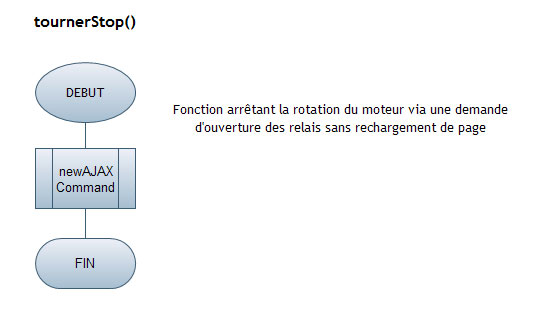 tournerStop()
DEBUT
Fonction arrêtant la rotation du moteur via une demande
d'ouverture des relais sans rechargement de page
newAJAX
Command
FIN